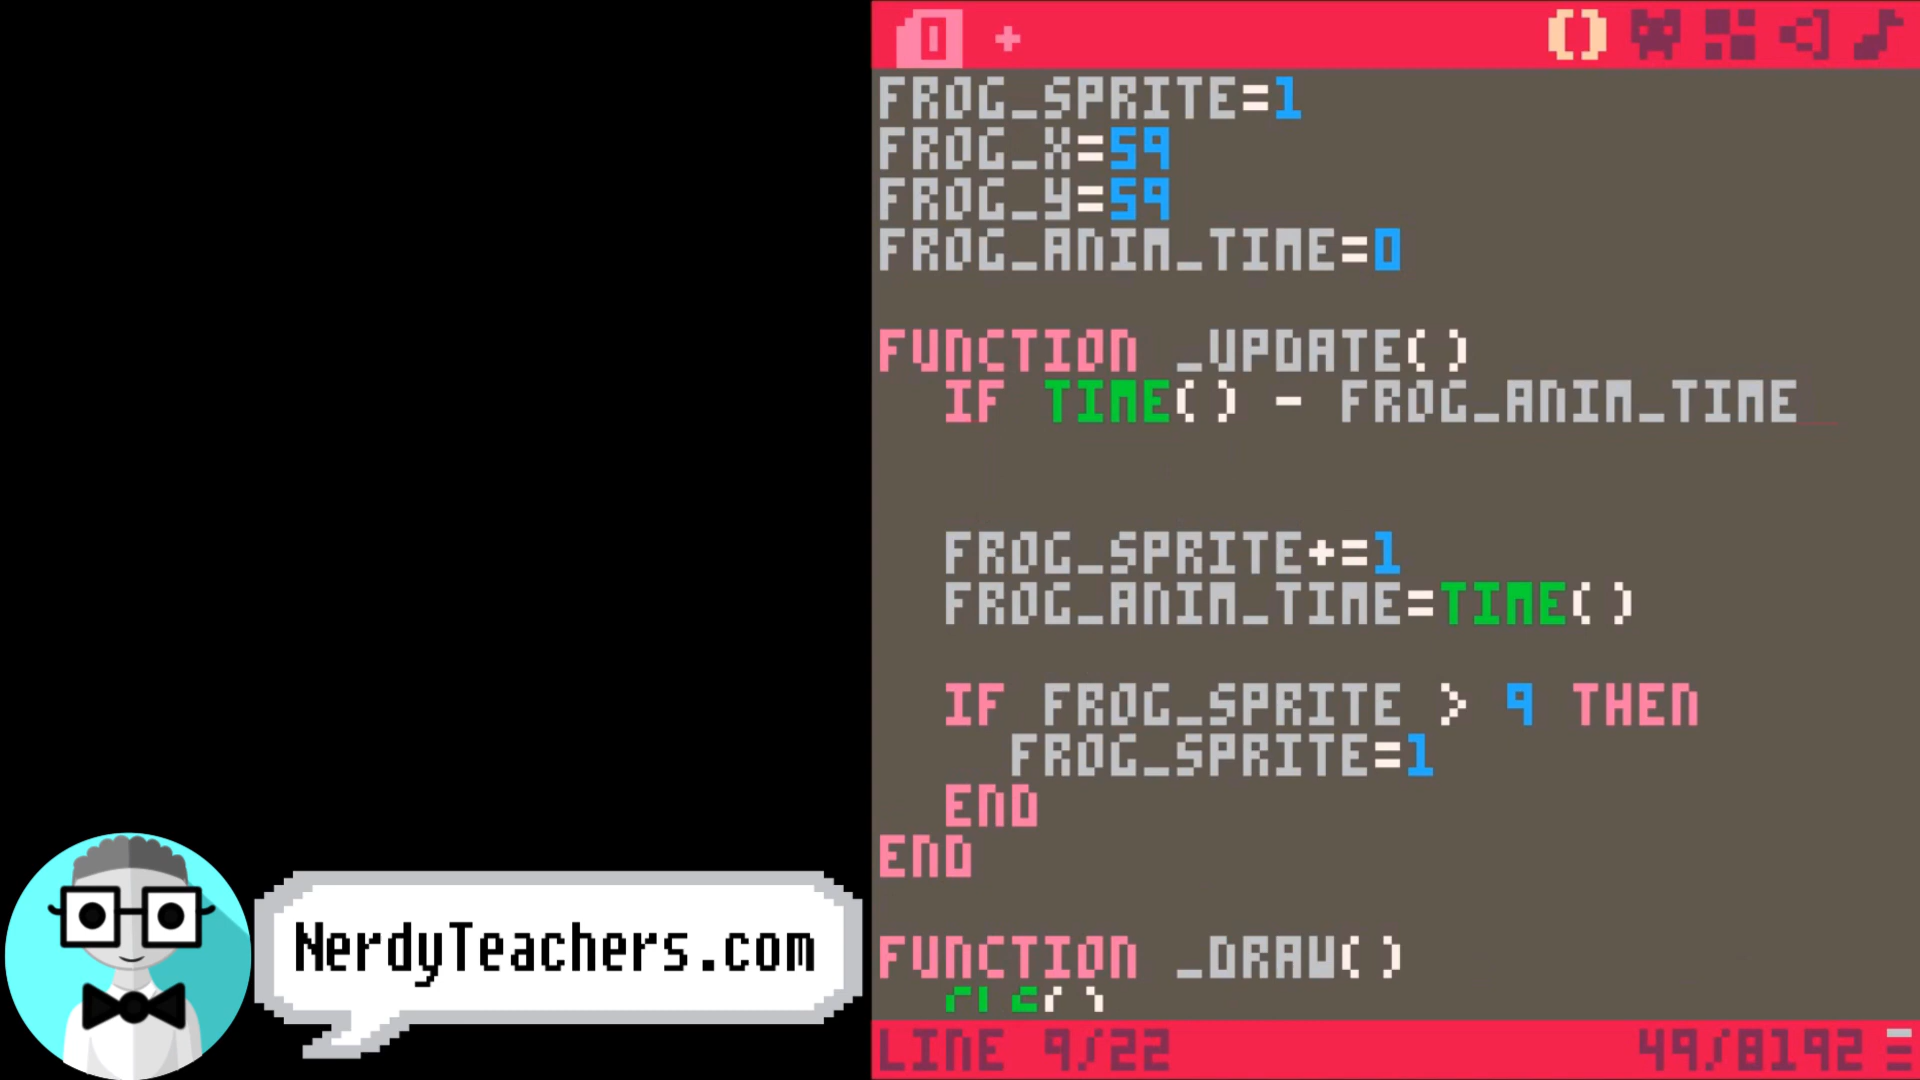 0 +
FROG_SPRITE=1
FROG_X=59
FROG_Y=59
FROG_ANIM_TIME=0
FUNCTION _UPDATE()
IF TIME() - FROG_ANIM_TIME
FROG_SPRITE+=1
FROG_ANIM_TIME=TIME()
IF FROG_SPRITE > 9 THEN
FROG_SPRITE=1
END
END
FUNCTION _DRAW()
CLS()
LINE 9/22
49/8192
NerdyTeachers.com